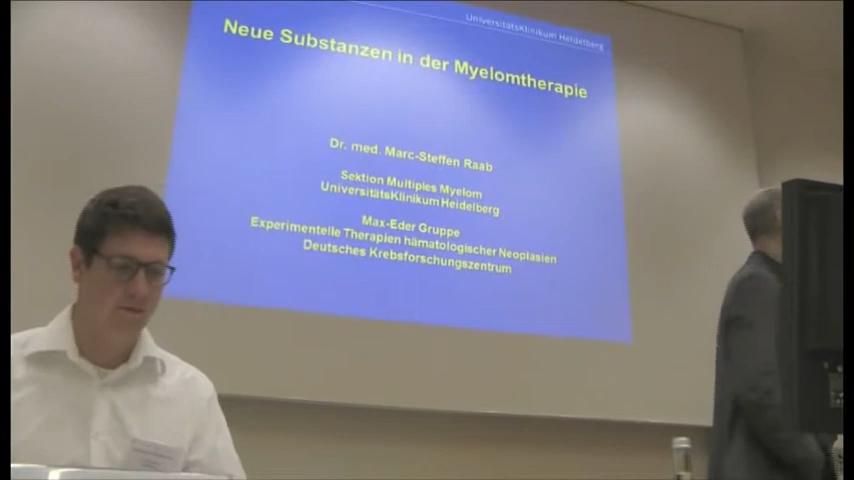 UniversitätsKlinikum Heidelberg
Neue Substanzen in der Myelomtherapie
Dr. med. Marc-Steffen Raab
Sektion Multiples Myelom
UniversitätsKlinikum Heidelberg
Max-Eder Gruppe
Experimentelle Therapien hämatologischer Neoplasien
Deutsches Krebsforschungszentrum